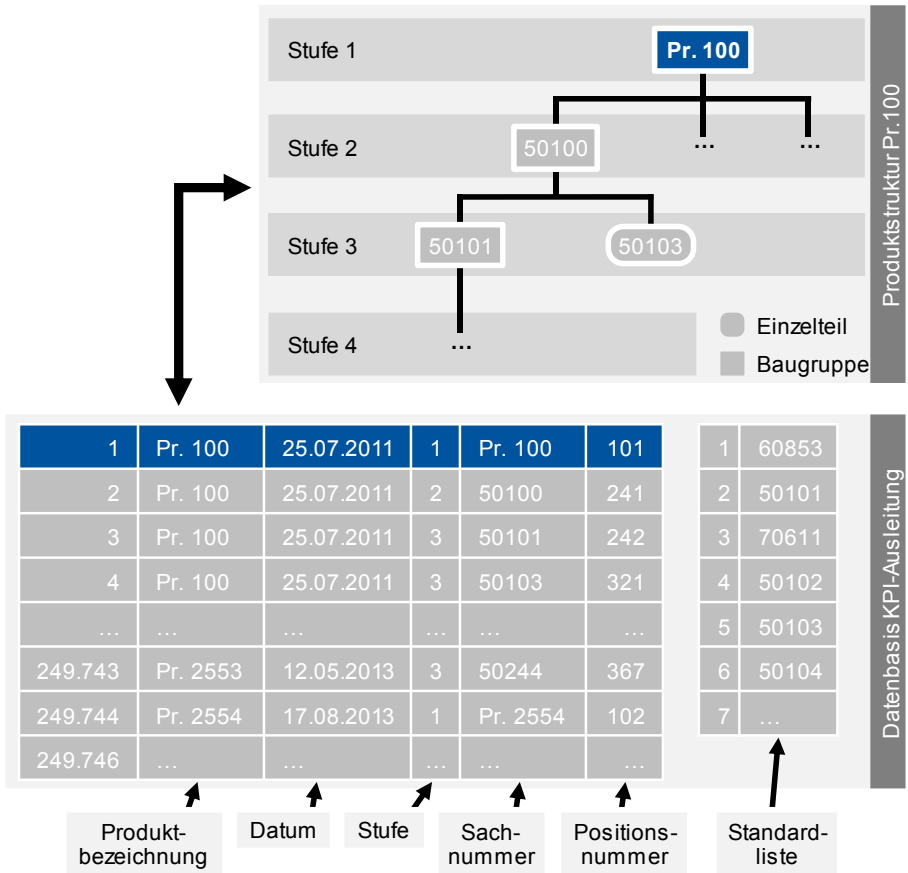 Stufe 1
Pr. 100
Stufe 2
50100
...
...
Stufe 3
50101
50103
Stufe 4
...
Einzelteil
Baugruppe
Produktstruktur Pr.100
1 Pr. 100 25.07.2011 1 Pr. 100 101
2 Pr. 100 25.07.2011 2 50100 241
3 Pr. 100 25.07.2011 3 50101 242
4 Pr. 100 25.07.2011 3 50103 321
... ... ... ... ... ...
249.743 Pr. 2553 12.05.2013 3 50244 367
249.744 Pr. 2554 17.08.2013 1 Pr. 2554 102
249.746 ... ... ... ... ...
1 60853
2 50101
3 70611
4 50102
5 50103
6 50104
7 ...
Datenbasis KPI-Ausleitung
Produkt-
bezeichnung
Datum
Stufe
Sach-
nummer
Positions-
nummer
Standard-
liste